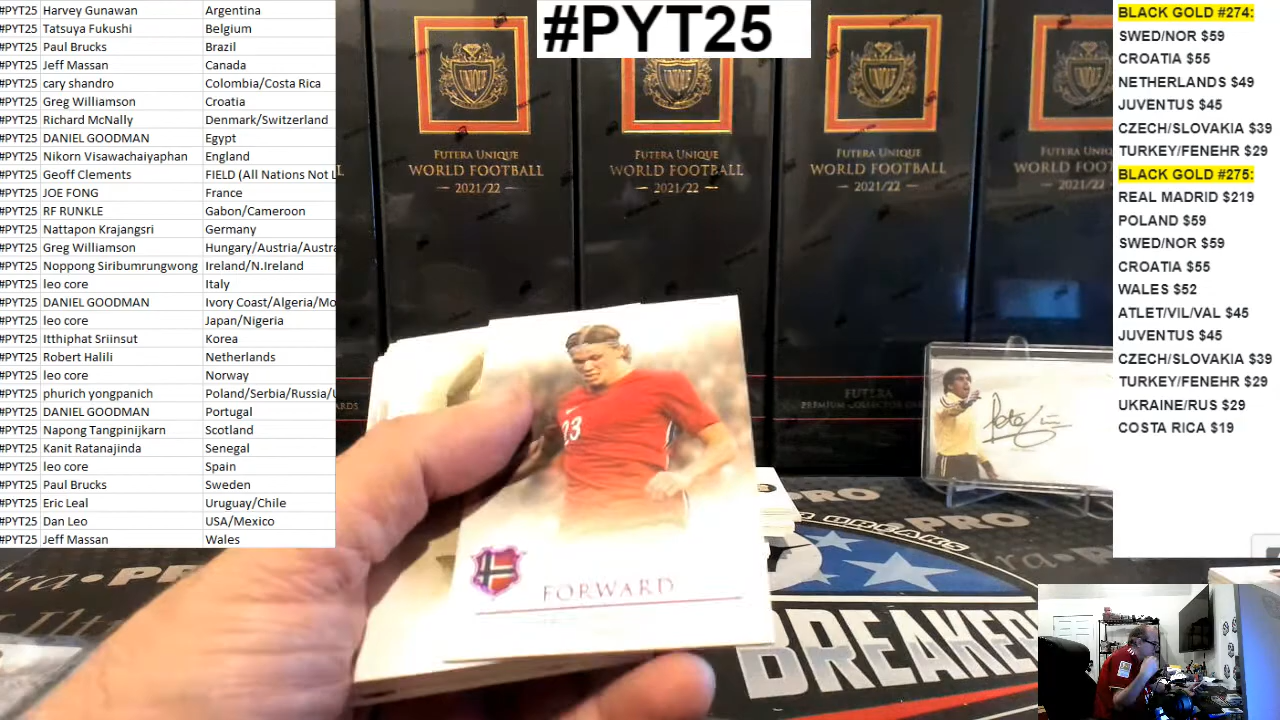 #PYT25
#PYT25 Harvey Gunawan Argentina
#PYT25 Tatsuya Fukushi Belgium
#PYT25 Paul Brucks Brazil
#PYT25 Jeff Massan Canada
#PYT25 cary shandro Colombia/Costa Rica
#PYT25 Greg Williamson Croatia
#PYT25 Richard McNally Denmark/Switzerland
#PYT25 DANIEL GOODMAN Egypt
#PYT25 Nikorn Visawachaiyaphan England
#PYT25 Geoff Clements FIELD (All Nations Not L
#PYT25 JOE FONG France
#PYT25 RF RUNKLE Gabon/Cameroon
#PYT25 Nattapon Krajangsri Germany
#PYT25 Greg Williamson Hungary/Austria/Austra
#PYT25 Noppong Siribumrungwong Ireland/N.Ireland
#PYT25 leo core Italy
#PYT25 DANIEL GOODMAN Ivory Coast/Algeria/Mo
#PYT25 leo core Japan/Nigeria
#PYT25 Itthiphat Sriinsut Korea
#PYT25 Robert Halili Netherlands
#PYT25 leo core Norway
#PYT25 phurich yongpanich Poland/Serbia/Russia/
#PYT25 DANIEL GOODMAN Portugal
#PYT25 Napong Tangpinijkarn Scotland
#PYT25 Kanit Ratanajinda Senegal
#PYT25 leo core Spain
#PYT25 Paul Brucks Sweden
#PYT25 Eric Leal Uruguay/Chile
#PYT25 Dan Leo USA/Mexico
#PYT25 Jeff Massan Wales
BLACK GOLD #274:
SWED/NOR $59
CROATIA $55
NETHERLANDS $49
JUVENTUS $45
CZECH/SLOVAKIA $39
TURKEY/FENEHR $29
BLACK GOLD #275:
REAL MADRID $219
POLAND $59
SWED/NOR $59
CROATIA $55
WALES $52
ATLET/VIL/VAL $45
JUVENTUS $45
CZECH/SLOVAKIA $39
TURKEY/FENEHR $29
UKRAINE/RUS $29
COSTA RICA $19
UNIQUE
FUTERA UNIQUE
WORLD FOOTBALL
2021/22
FUTERA UNIQUE
WORLD FOOTBALL
2021/22
UNIQUE
FUTERA UNIQUE
WORLD FOOTBALL
2021/22
FUTERA UNIQUE
WORLD FOOTBALL
2021/22
FUTERA
23
FORWARD
PRO
BREAKS
PRO
BREAKER